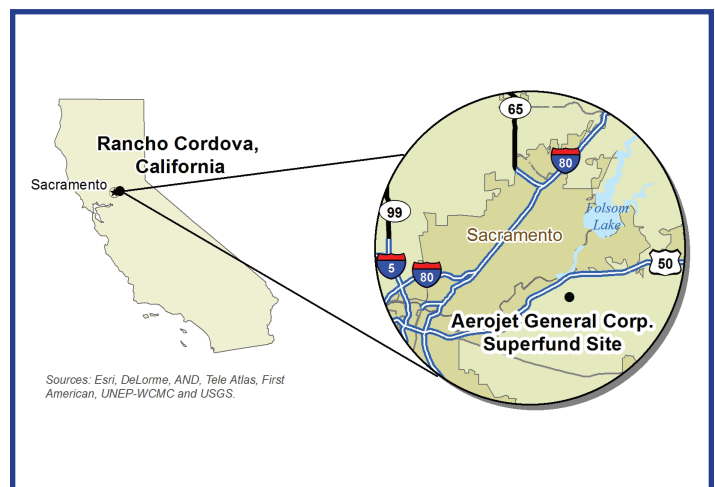 Rancho Cordova,
California
Sacramento
65
80
99
Folsom
Lake
Sacramento
5
80
50
Aerojet General Corp.
Superfund Site
Sources: Esri, DeLorme, AND, Tele Atlas, First
American, UNEP-WCMC and USGS.